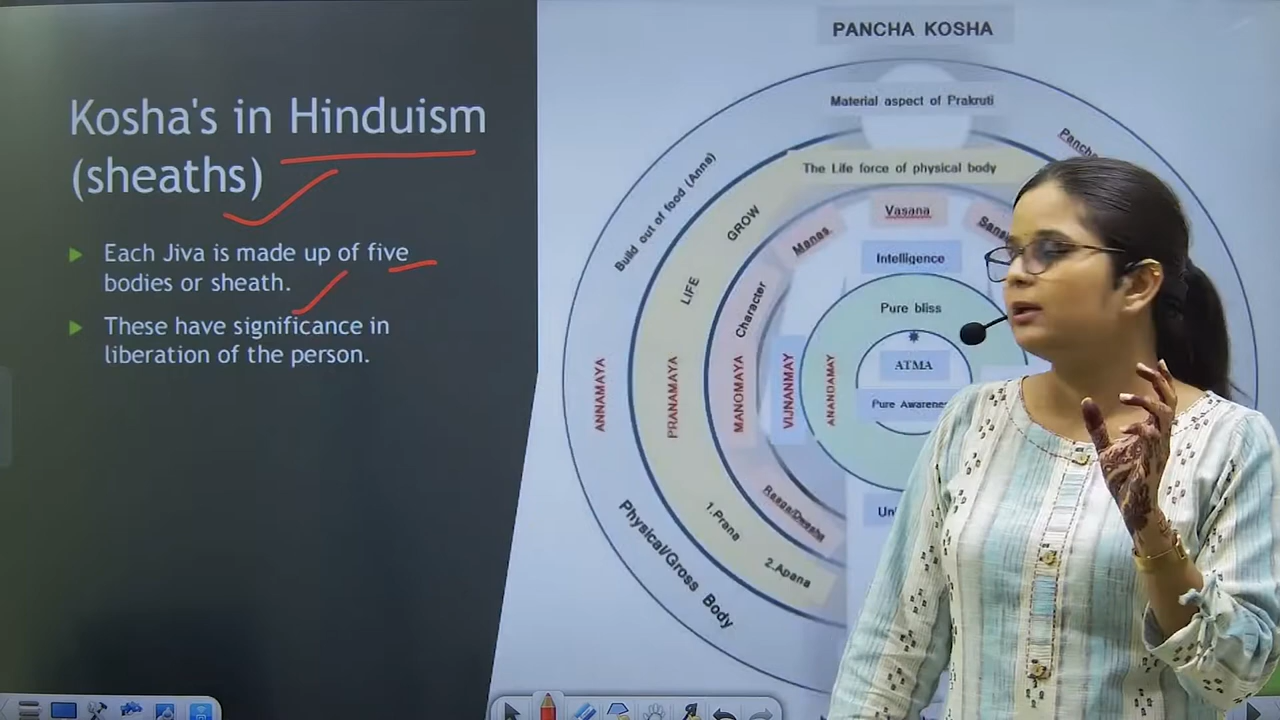 Kosha's in Hinduism
(sheaths)
Each Jiva is made up of five
bodies or sheath.
These have significance in
liberation of the person.
PANCHA KOSHA
Material aspect of Prakruti
Build out of food (Anna)
The Life force of physical body
GROW
LIFE
Manas
Vasana
Intelligence
Character
Pure bliss
ATMA
Pure
ANNAMAYA
PRANAMAYA
MANOMAYA
VIJNANMAY
ANANDAMAY
1.Prana
2.Apana
Physical/Gross Body